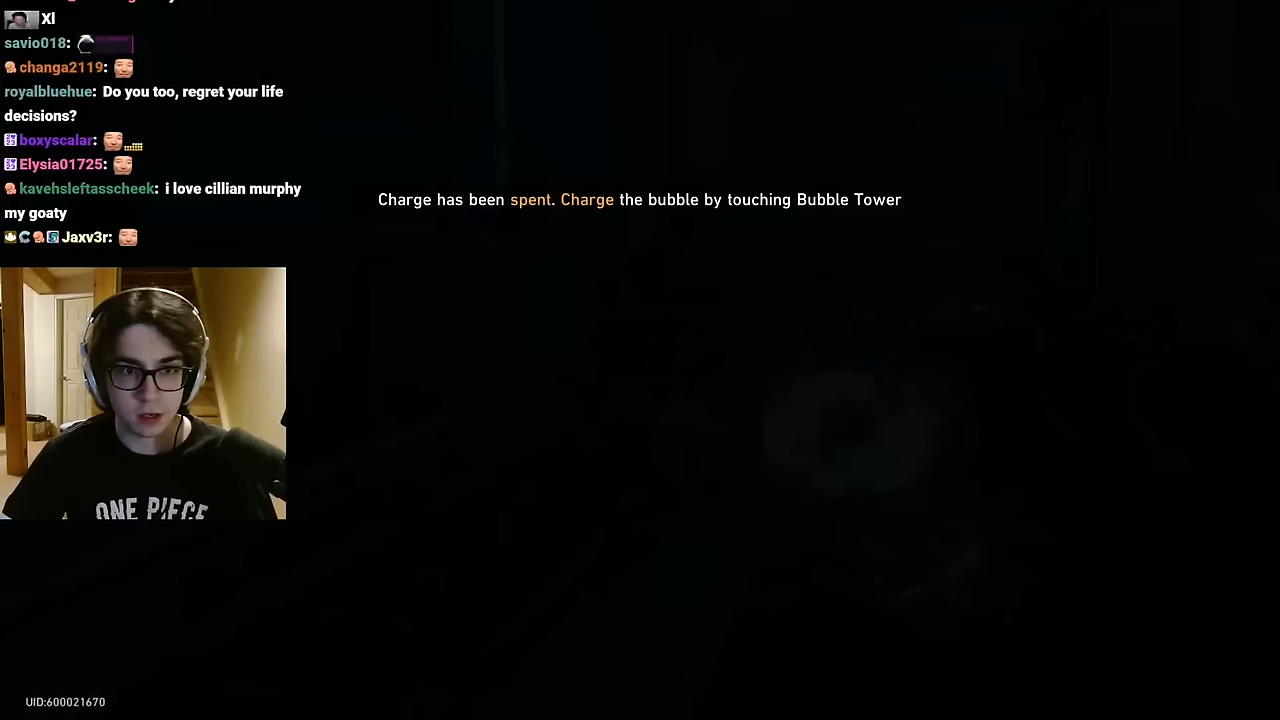 Xl
savio018:
changa2119:
royalbluehue: Do you too, regret your life
decisions?
boxyscalar:
Elysia01725:
kavehsleftasscheek: i love cillian murphy
my goaty
Jaxv3r:
Charge has been spent. Charge the bubble by touching Bubble Tower
ONE PIECE
UID:600021670